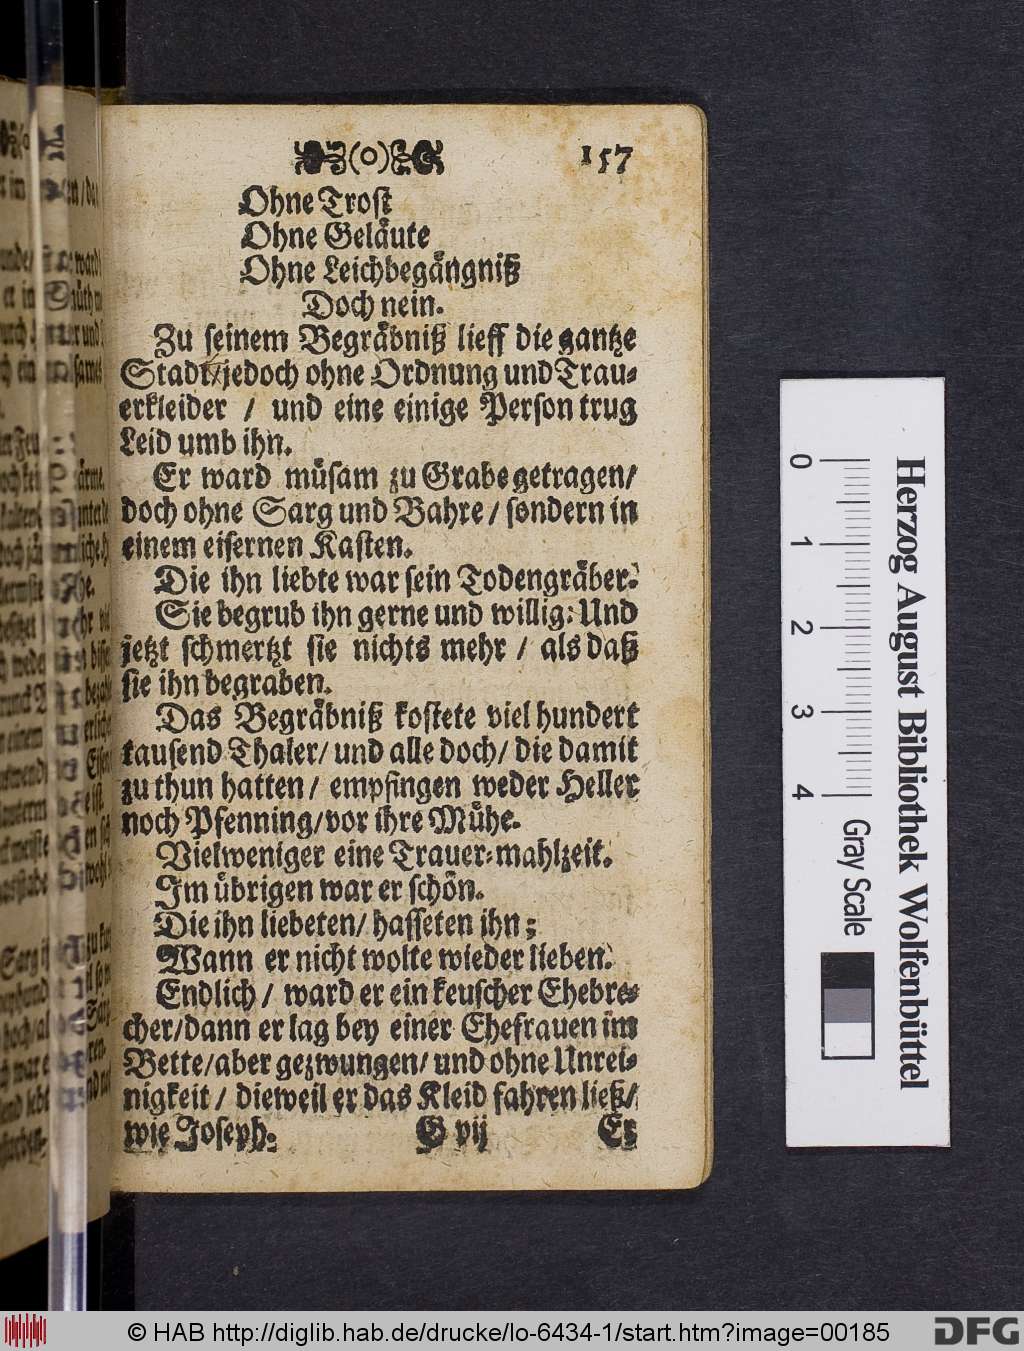 157
Ohne Trost
Ohne Geläute
Ohne Leichbegängniß
Doch nein.
Zu seinem Begräbniß lieff die gantze
Stadt/jedoch ohne Ordnung und Trau-
erkleider / und eine einige Person trug
Leid umb ihn.
Er ward müsam zu Grabe getragen/
doch ohne Sarg und Bahre / sondern in
einem eisernen Kasten.
Die ihn liebte war sein Todengräber.
Sie begrub ihn gerne und willig: Und
jetzt schmertzt sie nichts mehr / als daß
sie ihn begraben.
Das Begräbniß kostete viel hundert
tausend Thaler/ und alle doch/ die damit
zu thun hatten / empfingen weder Heller
noch Pfenning/vor ihre Mühe.
Vielweniger eine Trauer-mahlzeit.
Im übrigen war er schön.
Die ihn liebeten/ hasseten ihn;
Wann er nicht wolte wieder lieben.
Endlich / ward er ein keuscher Ehebre-
cher/dann er lag bey einer Ehefrauen im
Bette/aber gezwungen/ und ohne Unrei-
nigkeit / dieweil er das Kleid fahren ließ/
wie Joseph.
G vij Er
Herzog August Bibliothek Wolfenbüttel
0 1 2 3 4
Gray Scale
© HAB http://diglib.hab.de/drucke/lo-6434-1/start.htm?image=00185
DFG